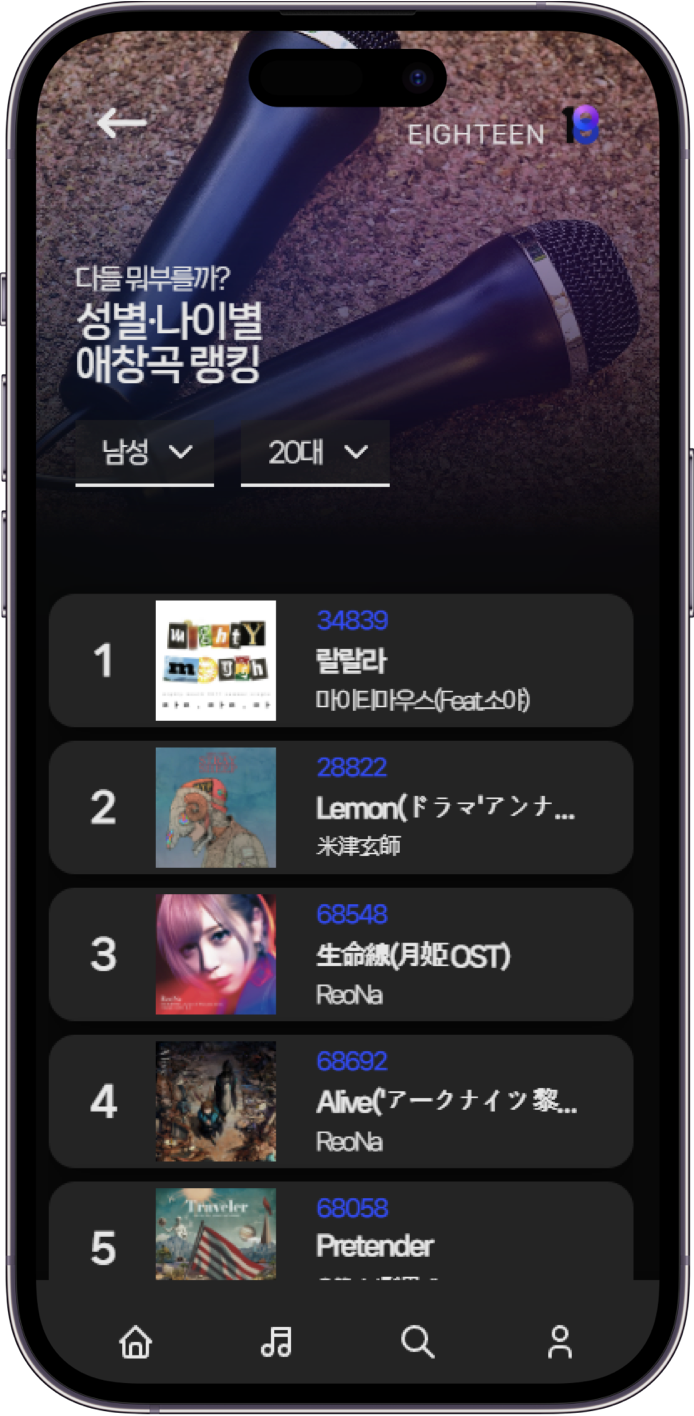 EIGHTEEN 18
다들 뭐부를까?
성별·나이별
애창곡 랭킹
남성 20대
1
mighty
mouth
34839
랄랄라
마이티마우스(Feat.소야)
2
28822
Lemon(ドラマ'アンナ...
米津玄師
3
ReoNa
68548
生命線(月姫 OST)
ReoNa
4
68692
Alive('アークナイツ 黎...
ReoNa
5
Traveler
68058
Pretender